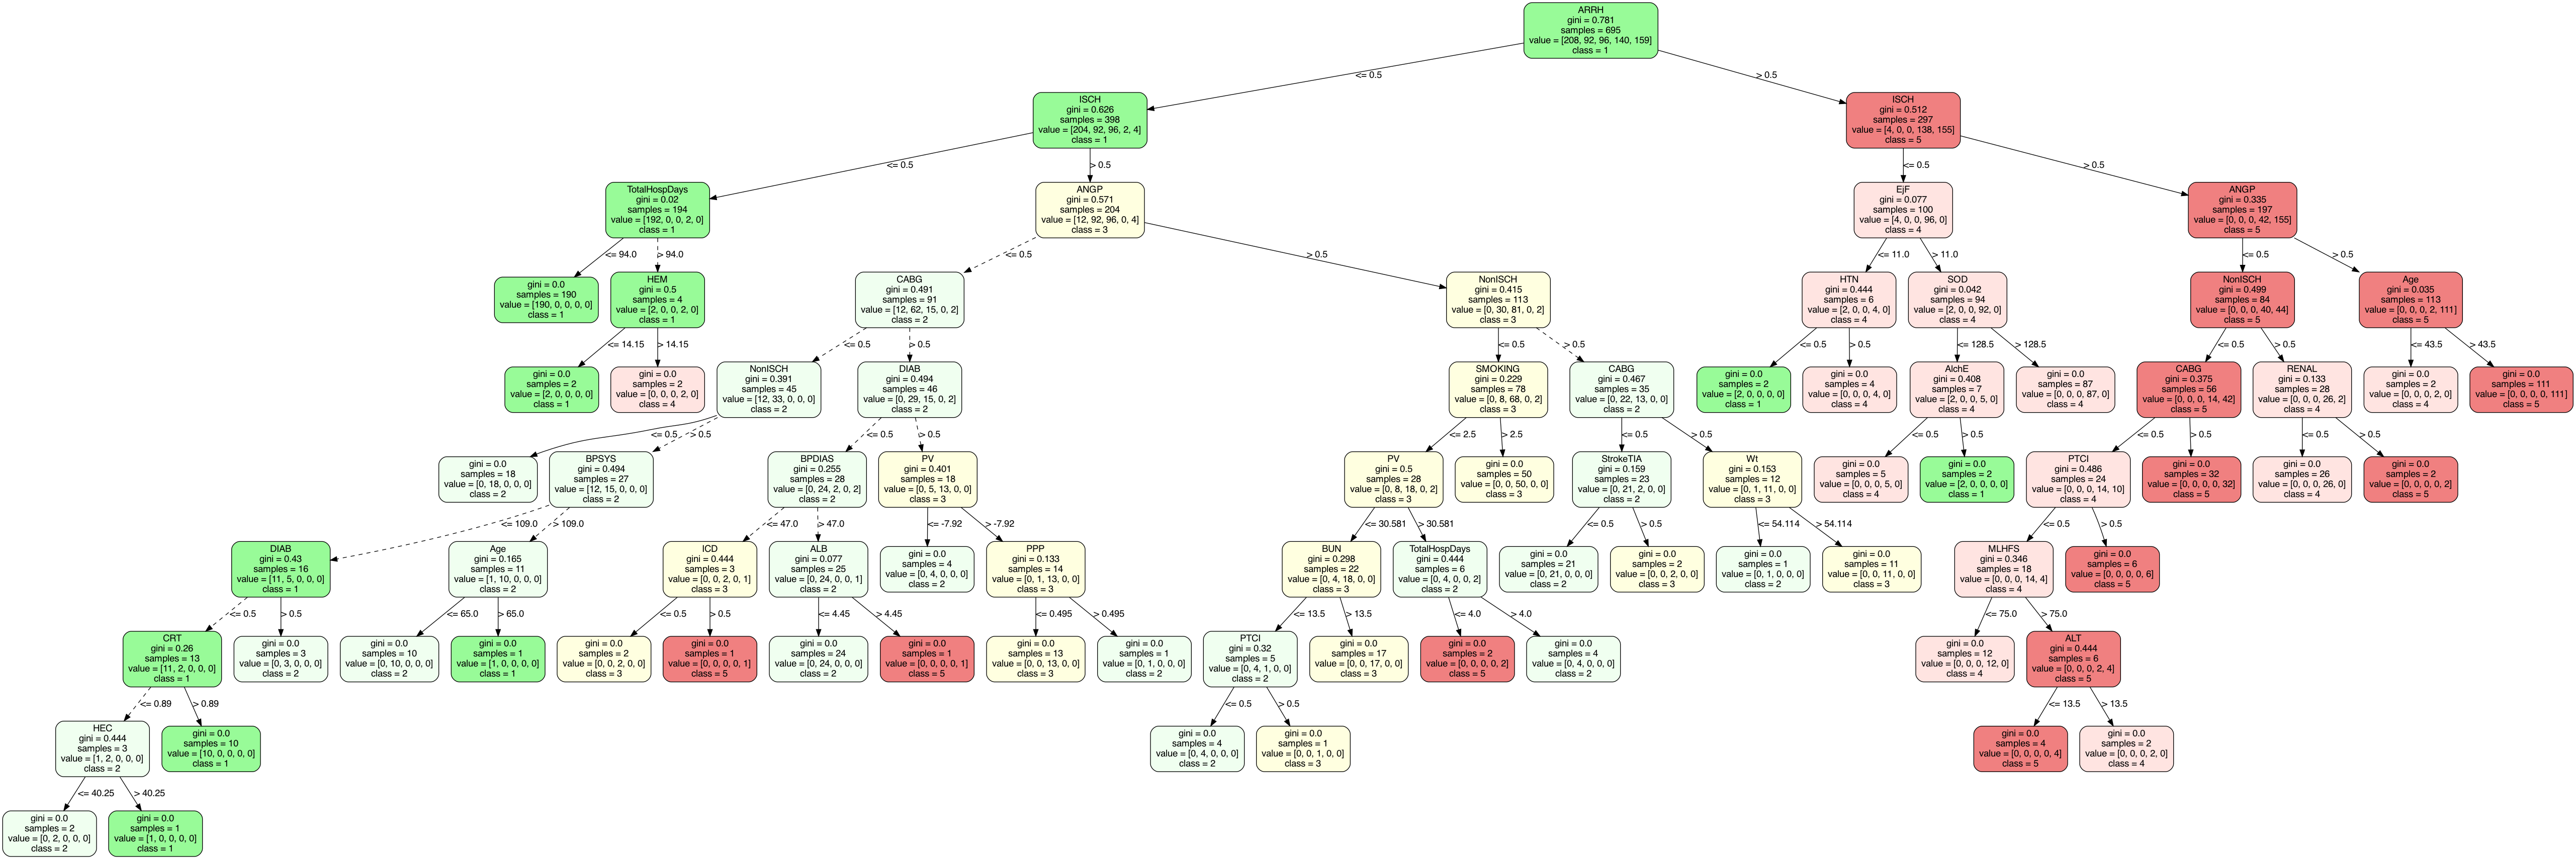 ARRH
gini = 0.781
samples = 695
value = [208, 92, 96, 140, 159]
class = 1
<= 0.5
> 0.5
ISCH
gini = 0.626
samples = 398
value = [204, 92, 96, 2, 4]
class = 1
ISCH
gini = 0.512
samples = 297
value = [4, 0, 0, 138, 155]
class = 5
<= 0.5
> 0.5
<= 0.5
> 0.5
TotalHospDays
gini = 0.02
samples = 194
value = [192, 0, 0, 2, 0]
class = 1
ANGP
gini = 0.571
samples = 204
value = [12, 92, 96, 0, 4]
class = 3
EjF
gini = 0.077
samples = 100
value = [4, 0, 0, 96, 0]
class = 4
ANGP
gini = 0.335
samples = 197
value = [0, 0, 0, 42, 155]
class = 5
<= 94.0
> 94.0
<= 0.5
> 0.5
<= 11.0
> 11.0
<= 0.5
> 0.5
gini = 0.0
samples = 190
value = [190, 0, 0, 0, 0]
class = 1
HEM
gini = 0.5
samples = 4
value = [2, 0, 0, 2, 0]
class = 1
CABG
gini = 0.491
samples = 91
value = [12, 62, 15, 0, 2]
class = 2
NonISCH
gini = 0.415
samples = 113
value = [0, 30, 81, 0, 2]
class = 3
HTN
gini = 0.444
samples = 6
value = [2, 0, 0, 4, 0]
class = 4
SOD
gini = 0.042
samples = 94
value = [2, 0, 0, 92, 0]
class = 4
NonISCH
gini = 0.499
samples = 84
value = [0, 0, 0, 40, 44]
class = 5
Age
gini = 0.035
samples = 113
value = [0, 0, 0, 2, 111]
class = 5
<= 14.15
> 14.15
<= 0.5
> 0.5
<= 0.5
> 0.5
<= 0.5
> 0.5
<= 128.5
> 128.5
<= 0.5
> 0.5
<= 43.5
> 43.5
gini = 0.0
samples = 2
value = [2, 0, 0, 0, 0]
class = 1
gini = 0.0
samples = 2
value = [0, 0, 0, 2, 0]
class = 4
NonISCH
gini = 0.391
samples = 45
value = [12, 33, 0, 0, 0]
class = 2
DIAB
gini = 0.494
samples = 46
value = [0, 29, 15, 0, 2]
class = 2
SMOKING
gini = 0.229
samples = 78
value = [0, 8, 68, 0, 2]
class = 3
CABG
gini = 0.467
samples = 35
value = [0, 22, 13, 0, 0]
class = 2
gini = 0.0
samples = 2
value = [2, 0, 0, 0, 0]
class = 1
gini = 0.0
samples = 4
value = [0, 0, 0, 4, 0]
class = 4
AlchE
gini = 0.408
samples = 7
value = [2, 0, 0, 5, 0]
class = 4
gini = 0.0
samples = 87
value = [0, 0, 0, 87, 0]
class = 4
CABG
gini = 0.375
samples = 56
value = [0, 0, 0, 14, 42]
class = 5
RENAL
gini = 0.133
samples = 28
value = [0, 0, 0, 26, 2]
class = 4
gini = 0.0
samples = 2
value = [0, 0, 0, 2, 0]
class = 4
gini = 0.0
samples = 111
value = [0, 0, 0, 0, 111]
class = 5
<= 0.5
> 0.5
<= 0.5
> 0.5
<= 2.5
> 2.5
<= 0.5
> 0.5
<= 0.5
> 0.5
<= 0.5
> 0.5
<= 0.5
> 0.5
gini = 0.0
samples = 18
value = [0, 18, 0, 0, 0]
class = 2
BPSYS
gini = 0.494
samples = 27
value = [12, 15, 0, 0, 0]
class = 2
BPDIAS
gini = 0.255
samples = 28
value = [0, 24, 2, 0, 2]
class = 2
PV
gini = 0.401
samples = 18
value = [0, 5, 13, 0, 0]
class = 3
PV
gini = 0.5
samples = 28
value = [0, 8, 18, 0, 2]
class = 3
gini = 0.0
samples = 50
value = [0, 0, 50, 0, 0]
class = 3
StrokeTIA
gini = 0.159
samples = 23
value = [0, 21, 2, 0, 0]
class = 2
Wt
gini = 0.153
samples = 12
value = [0, 1, 11, 0, 0]
class = 3
gini = 0.0
samples = 5
value = [0, 0, 0, 5, 0]
class = 4
gini = 0.0
samples = 2
value = [2, 0, 0, 0, 0]
class = 1
PTCI
gini = 0.486
samples = 24
value = [0, 0, 0, 14, 10]
class = 4
gini = 0.0
samples = 32
value = [0, 0, 0, 0, 32]
class = 5
gini = 0.0
samples = 26
value = [0, 0, 0, 26, 0]
class = 4
gini = 0.0
samples = 2
value = [0, 0, 0, 0, 2]
class = 5
<= 109.0
> 109.0
<= 47.0
> 47.0
<= -7.92
> -7.92
<= 30.581
> 30.581
<= 0.5
> 0.5
<= 54.114
> 54.114
<= 0.5
> 0.5
DIAB
gini = 0.43
samples = 16
value = [11, 5, 0, 0, 0]
class = 1
Age
gini = 0.165
samples = 11
value = [1, 10, 0, 0, 0]
class = 2
ICD
gini = 0.444
samples = 3
value = [0, 0, 2, 0, 1]
class = 3
ALB
gini = 0.077
samples = 25
value = [0, 24, 0, 0, 1]
class = 2
gini = 0.0
samples = 4
value = [0, 4, 0, 0, 0]
class = 2
PPP
gini = 0.133
samples = 14
value = [0, 1, 13, 0, 0]
class = 3
BUN
gini = 0.298
samples = 22
value = [0, 4, 18, 0, 0]
class = 3
TotalHospDays
gini = 0.444
samples = 6
value = [0, 4, 0, 0, 2]
class = 2
gini = 0.0
samples = 21
value = [0, 21, 0, 0, 0]
class = 2
gini = 0.0
samples = 2
value = [0, 0, 2, 0, 0]
class = 3
gini = 0.0
samples = 1
value = [0, 1, 0, 0, 0]
class = 2
gini = 0.0
samples = 11
value = [0, 0, 11, 0, 0]
class = 3
MLHFS
gini = 0.346
samples = 18
value = [0, 0, 0, 14, 4]
class = 4
gini = 0.0
samples = 6
value = [0, 0, 0, 0, 6]
class = 5
<= 0.5
> 0.5
<= 65.0
> 65.0
<= 0.5
> 0.5
<= 4.45
> 4.45
<= 0.495
> 0.495
<= 13.5
> 13.5
<= 4.0
> 4.0
<= 75.0
> 75.0
CRT
gini = 0.26
samples = 13
value = [11, 2, 0, 0, 0]
class = 1
gini = 0.0
samples = 3
value = [0, 3, 0, 0, 0]
class = 2
gini = 0.0
samples = 10
value = [0, 10, 0, 0, 0]
class = 2
gini = 0.0
samples = 1
value = [1, 0, 0, 0, 0]
class = 1
gini = 0.0
samples = 2
value = [0, 0, 2, 0, 0]
class = 3
gini = 0.0
samples = 1
value = [0, 0, 0, 0, 1]
class = 5
gini = 0.0
samples = 24
value = [0, 24, 0, 0, 0]
class = 2
gini = 0.0
samples = 1
value = [0, 0, 0, 0, 1]
class = 5
gini = 0.0
samples = 13
value = [0, 0, 13, 0, 0]
class = 3
gini = 0.0
samples = 1
value = [0, 1, 0, 0, 0]
class = 2
PTCI
gini = 0.32
samples = 5
value = [0, 4, 1, 0, 0]
class = 2
gini = 0.0
samples = 17
value = [0, 0, 17, 0, 0]
class = 3
gini = 0.0
samples = 2
value = [0, 0, 0, 0, 2]
class = 5
gini = 0.0
samples = 4
value = [0, 4, 0, 0, 0]
class = 2
gini = 0.0
samples = 12
value = [0, 0, 0, 12, 0]
class = 4
ALT
gini = 0.444
samples = 6
value = [0, 0, 0, 2, 4]
class = 5
<= 0.89
> 0.89
<= 0.5
> 0.5
<= 13.5
> 13.5
HEC
gini = 0.444
samples = 3
value = [1, 2, 0, 0, 0]
class = 2
gini = 0.0
samples = 10
value = [10, 0, 0, 0, 0]
class = 1
gini = 0.0
samples = 4
value = [0, 4, 0, 0, 0]
class = 2
gini = 0.0
samples = 1
value = [0, 0, 1, 0, 0]
class = 3
gini = 0.0
samples = 4
value = [0, 0, 0, 0, 4]
class = 5
gini = 0.0
samples = 2
value = [0, 0, 0, 2, 0]
class = 4
<= 40.25
> 40.25
gini = 0.0
samples = 2
value = [0, 2, 0, 0, 0]
class = 2
gini = 0.0
samples = 1
value = [1, 0, 0, 0, 0]
class = 1